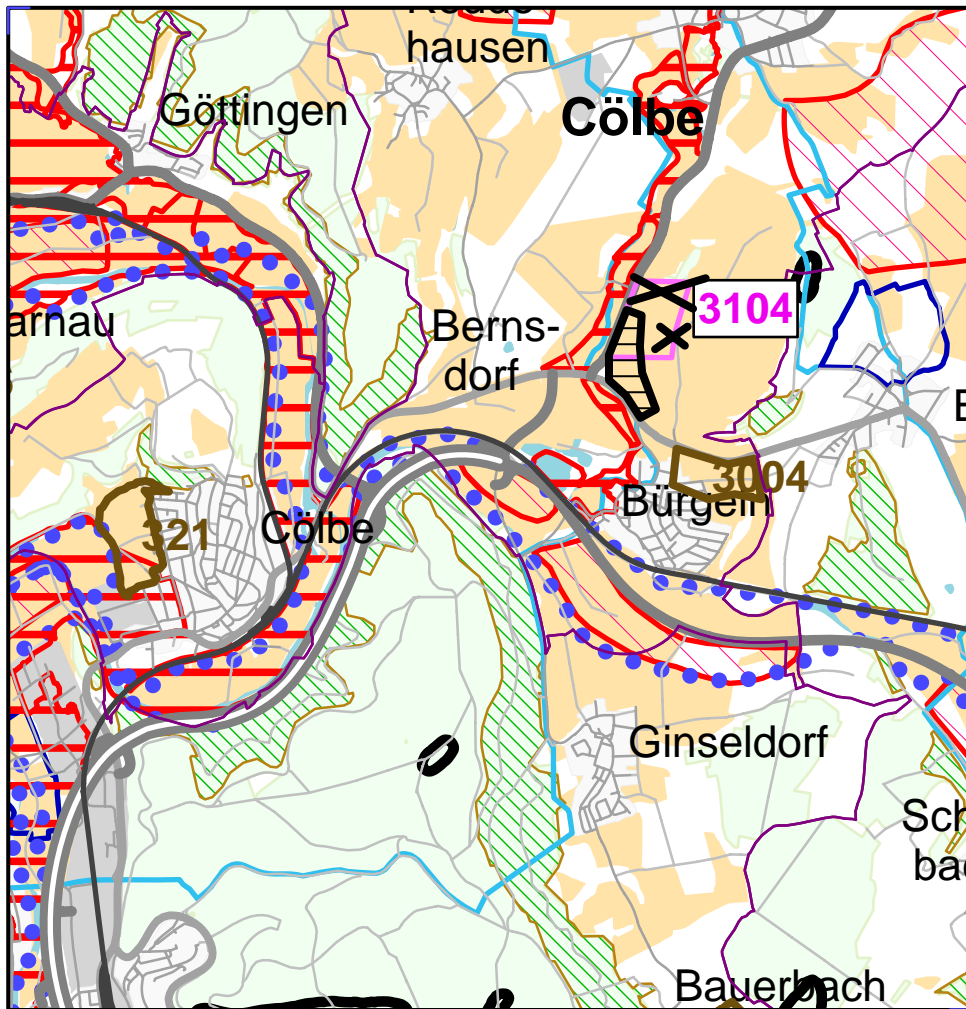 hausen
Göttingen
Cölbe
3104
arnau
Berns-
dorf
3004
Bürgeln
321
Cölbe
Ginseldorf
Sch
bac
Bauerbach